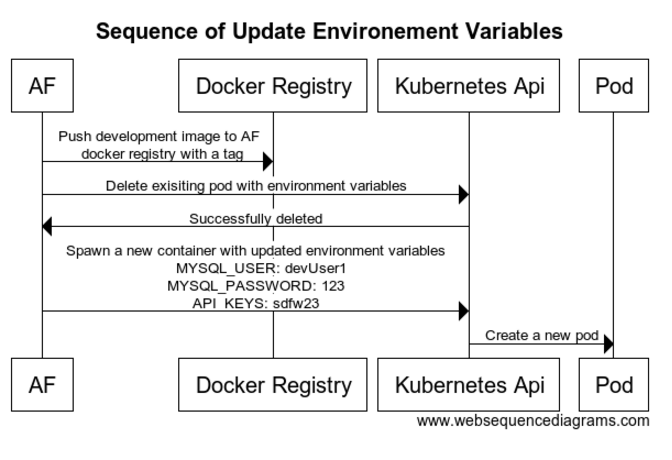 Sequence of Update Environement Variables
AF
Docker Registry
Kubernetes Api
Pod
Push development image to AF
docker registry with a tag
Delete exisiting pod with environment variables
Successfully deleted
Spawn a new container with updated environment variables
MYSQL_USER: devUser1
MYSQL_PASSWORD: 123
API_KEYS: sdfw23
Create a new pod
AF
Docker Registry
Kubernetes Api
Pod
www.websequencediagrams.com